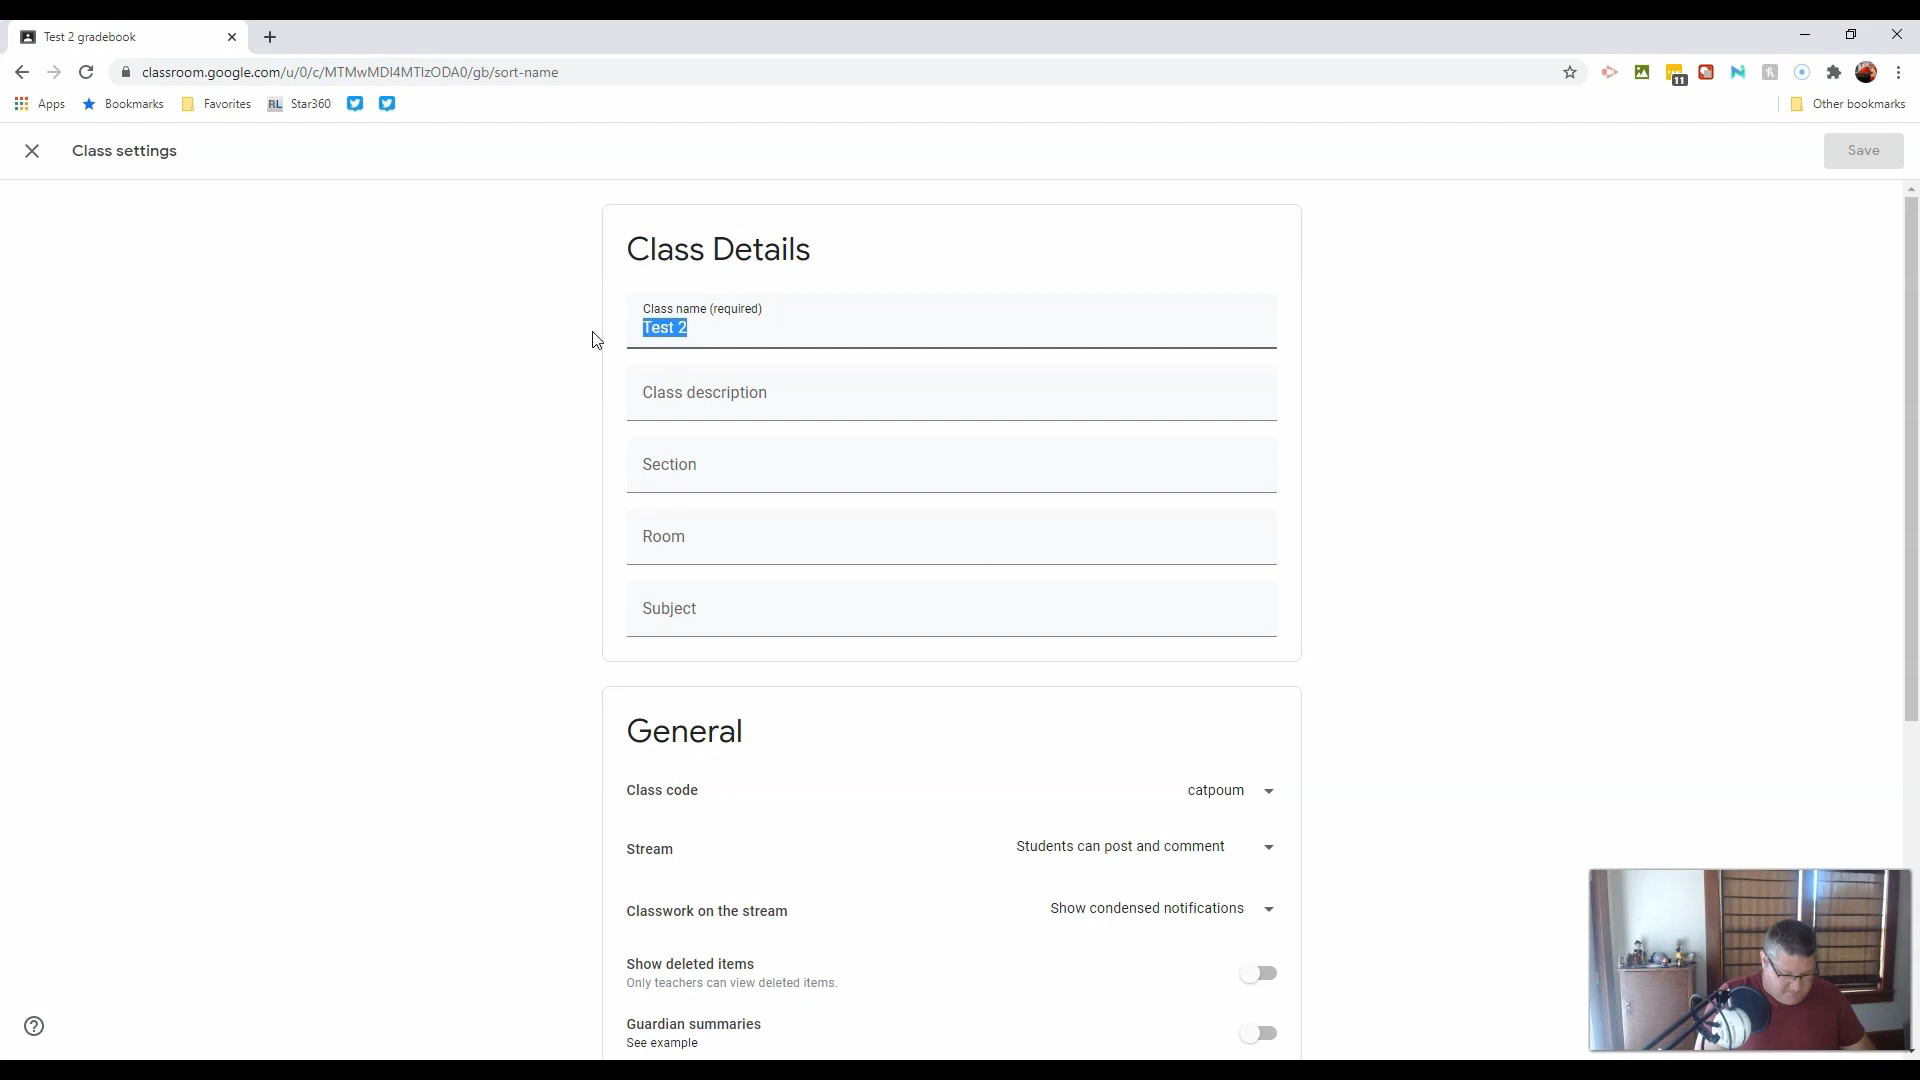 Test 2 gradebook
classroom.google.com/u/0/c/MTMwMDI4MTIzODA0/gb/sort-name
11
Apps
Bookmarks
Favorites
RL Star360
Other bookmarks
Class settings
Save
Class Details
Class name (required)
Test 2
Class description
Section
Room
Subject
General
Class code
catpoum
Stream
Students can post and comment
Classwork on the stream
Show condensed notifications
Show deleted items
Only teachers can view deleted items.
Guardian summaries
See example